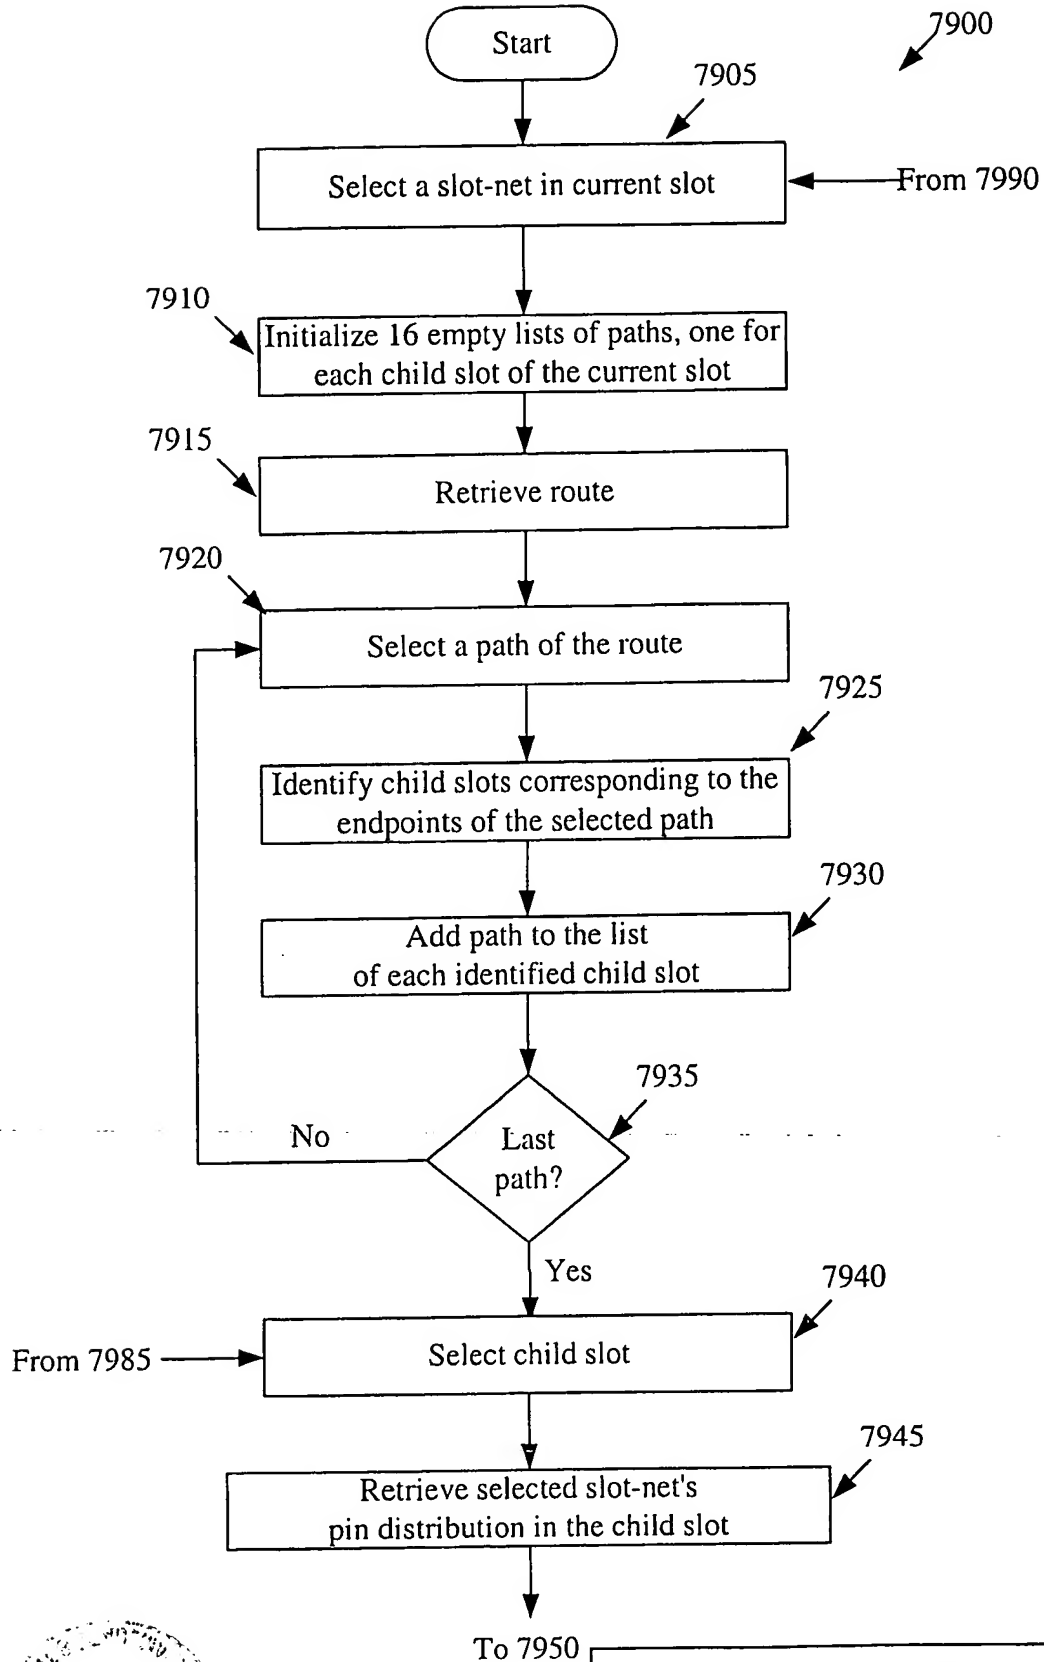 Start
7900
7905
Select a slot-net in current slot
From 7990
7910
Initialize 16 empty lists of paths, one for
each child slot of the current slot
7915
Retrieve route
7920
Select a path of the route
7925
Identify child slots corresponding to the
endpoints of the selected path
7930
Add path to the list
of each identified child slot
7935
Last
path?
No
Yes
7940
From 7985
Select child slot
7945
Retrieve selected slot-net's
pin distribution in the child slot
To 7950